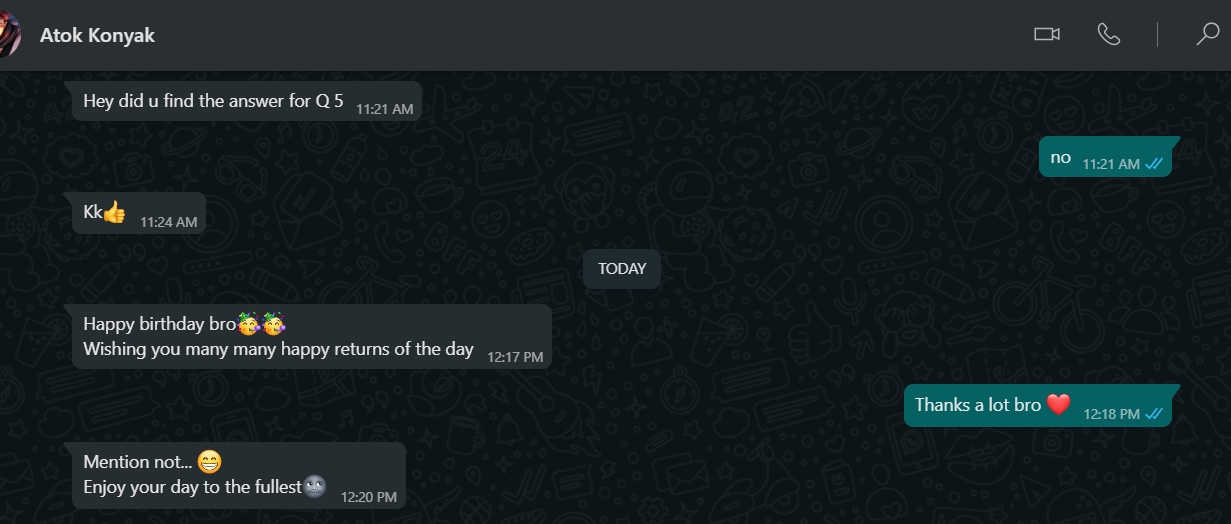 Atok Konyak
Hey did u find the answer for Q 5 11:21 AM
no 11:21 AM
Kk👍 11:24 AM
TODAY
Happy birthday bro🥳🥳
Wishing you many many happy returns of the day 12:17 PM
Thanks a lot bro ❤️ 12:18 PM
Mention not... 😁
Enjoy your day to the fullest🌚 12:20 PM